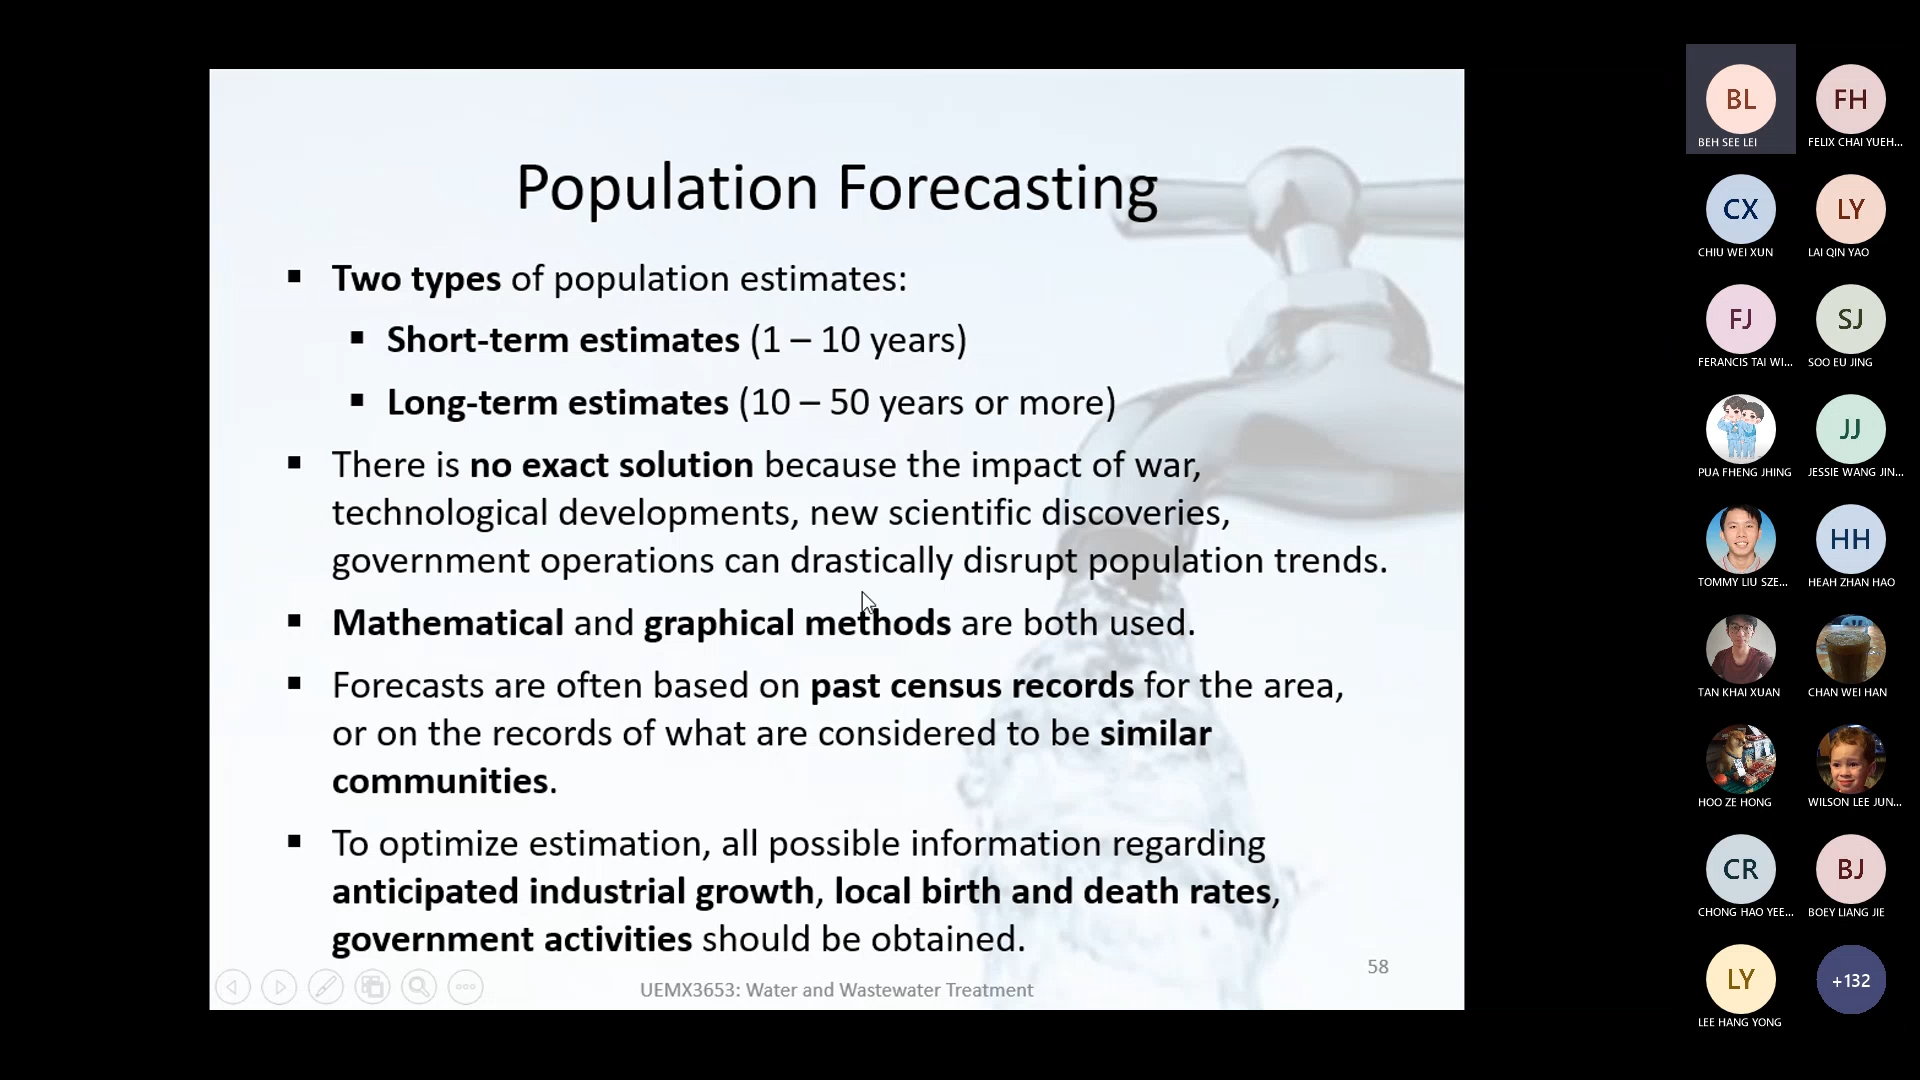 Population Forecasting
▪ Two types of population estimates:
▪ Short-term estimates (1 – 10 years)
▪ Long-term estimates (10 – 50 years or more)
▪ There is no exact solution because the impact of war,
technological developments, new scientific discoveries,
government operations can drastically disrupt population trends.
▪ Mathematical and graphical methods are both used.
▪ Forecasts are often based on past census records for the area,
or on the records of what are considered to be similar
communities.
▪ To optimize estimation, all possible information regarding
anticipated industrial growth, local birth and death rates,
government activities should be obtained.
58
UEMX3653: Water and Wastewater Treatment
BL
BEH SEE LEI
FH
FELIX CHAI YUEH...
CX
CHIU WEI XUN
LY
LAI QIN YAO
FJ
FERANCIS TAI WI...
SJ
SOO EU JING
PUA FHENG JHING
JJ
JESSIE WANG JIN...
TOMMY LIU SZE...
HH
HEAH ZHAN HAO
TAN KHAI XUAN
CHAN WEI HAN
HOO ZE HONG
WILSON LEE JUN...
CR
CHONG HAO YEE...
BJ
BOEY LIANG JIE
LY
LEE HANG YONG
+132